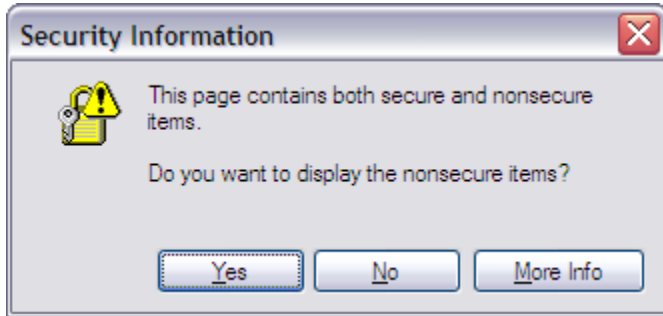 Security Information
This page contains both secure and nonsecure
items.
Do you want to display the nonsecure items?
Yes No More Info